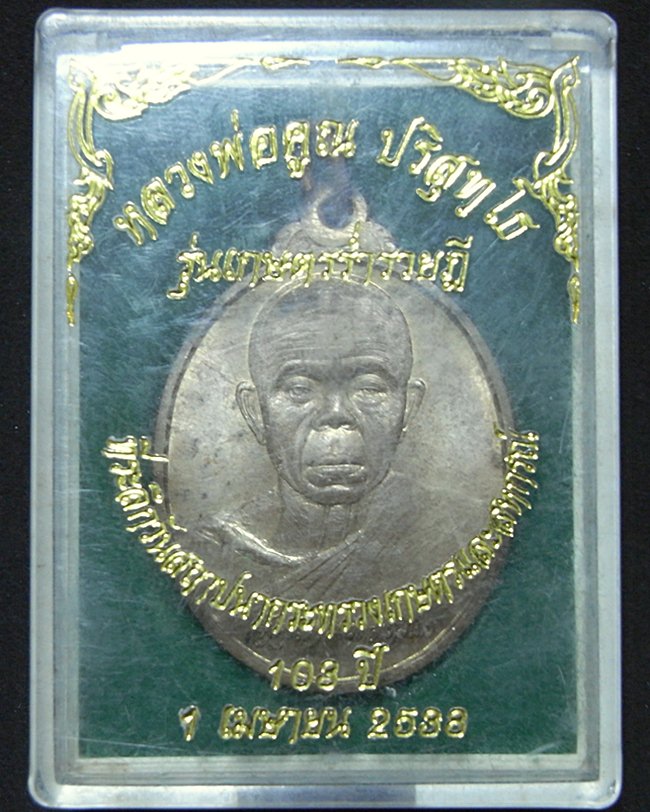 หลวงพ่อคูณ ปริสุทฺโธ
รุ่นเกษตรร่ำรวยดี
ที่ระลึกวันสถาปนากระทรวงเกษตรและสหกรณ์
103 ปี
1 เมษายน 2538